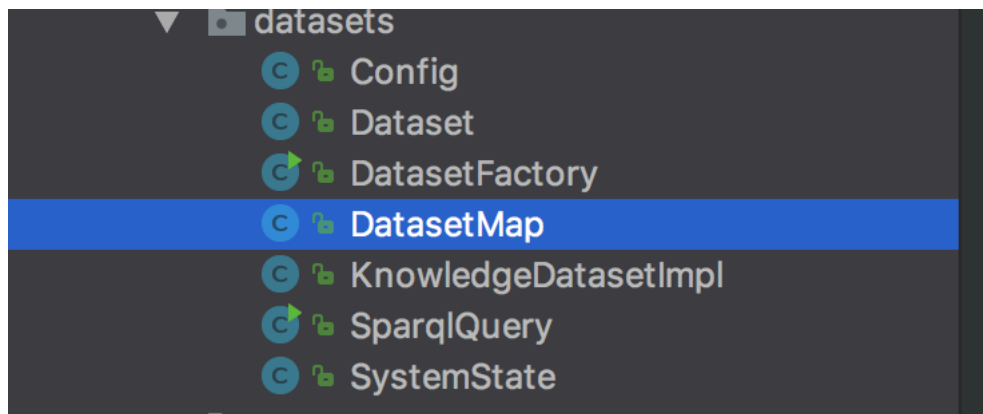 datasets
Config
Dataset
DatasetFactory
DatasetMap
KnowledgeDatasetImpl
SparqlQuery
SystemState